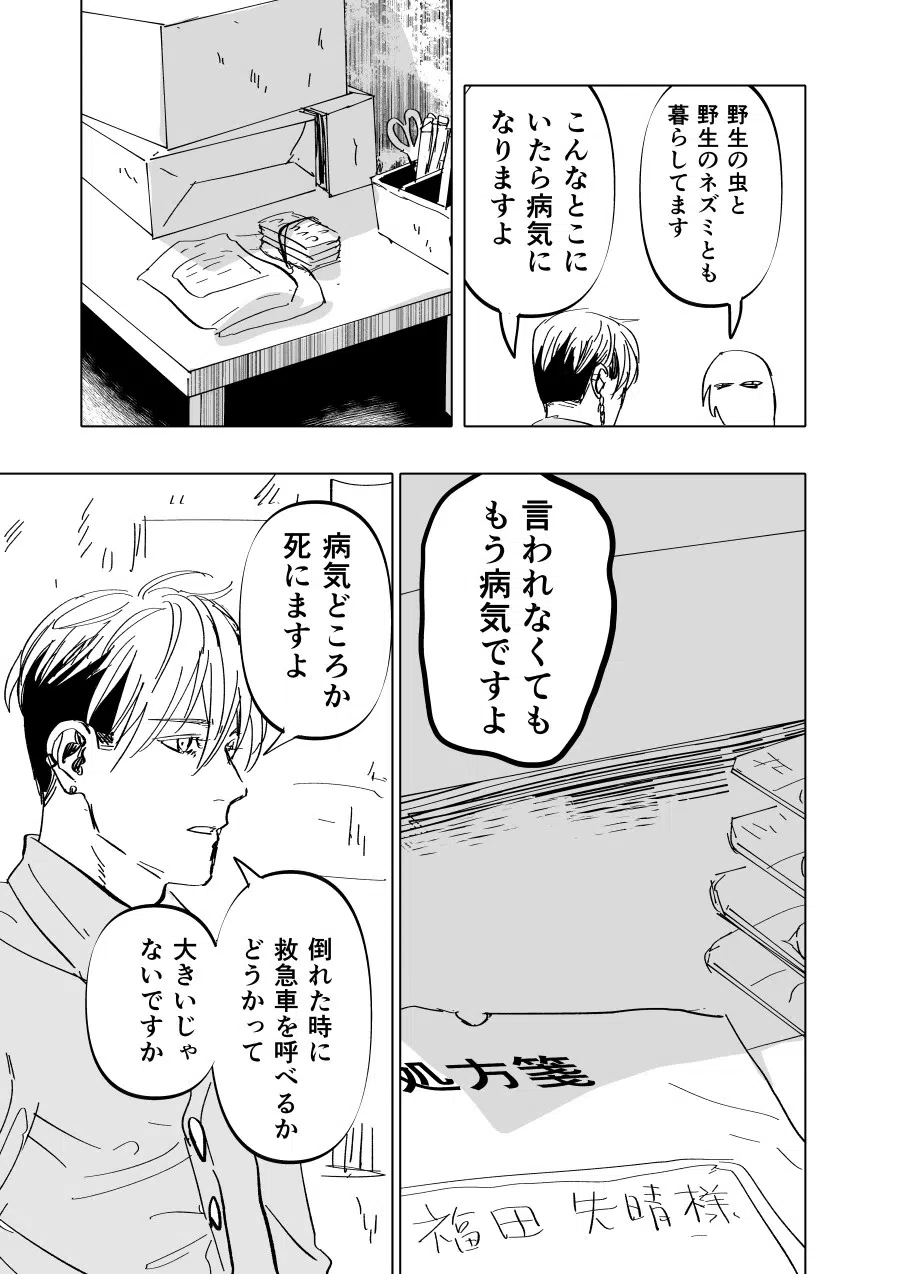 野生の虫と
野生のネズミとも
暮らしてます
こんなとこに
いたら病気に
なりますよ
言われなくても
もう病気ですよ
処方箋
福田 失晴様
病気どころか
死にますよ
倒れた時に
救急車を呼べるか
どうかって
大きいじゃ
ないですか